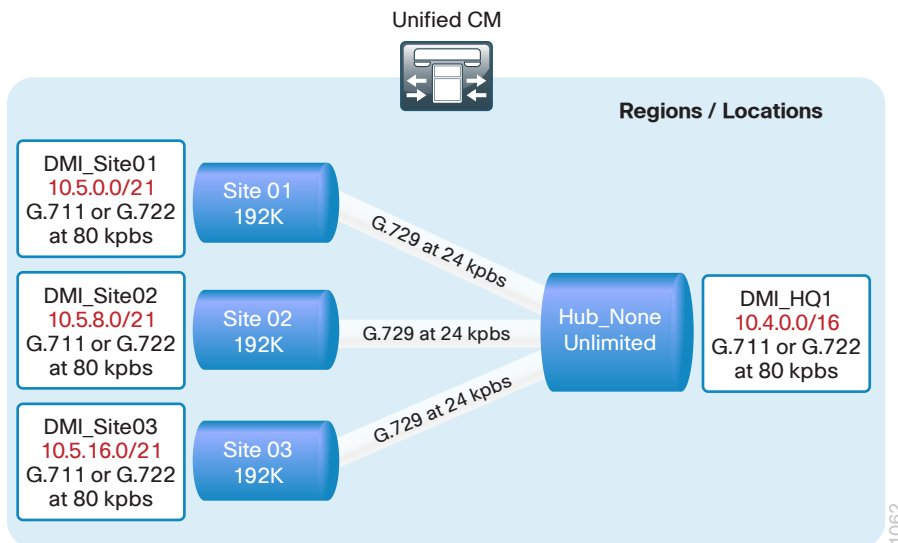 Unified CM
Regions / Locations
DMI_Site01
10.5.0.0/21
G.711 or G.722
at 80 kpbs
Site 01
192K
G.729 at 24 kpbs
DMI_Site02
10.5.8.0/21
G.711 or G.722
at 80 kpbs
Site 02
192K
G.729 at 24 kpbs
Hub_None
Unlimited
DMI_HQ1
10.4.0.0/16
G.711 or G.722
at 80 kpbs
DMI_Site03
10.5.16.0/21
G.711 or G.722
at 80 kpbs
Site 03
192K
G.729 at 24 kpbs
1062